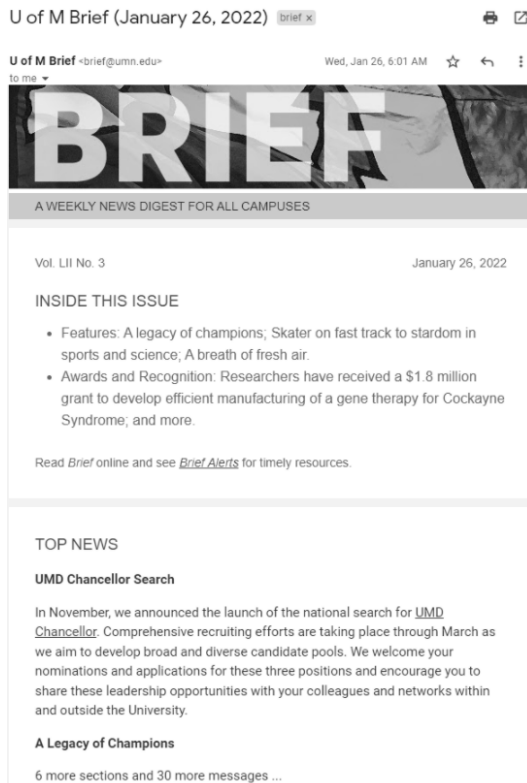 U of M Brief (January 26, 2022) brief x
U of M Brief <brief@umn.edu> Wed, Jan 26, 6:01 AM
to me
BRIEF
A WEEKLY NEWS DIGEST FOR ALL CAMPUSES
Vol. LII No. 3 January 26, 2022
INSIDE THIS ISSUE
• Features: A legacy of champions; Skater on fast track to stardom in
sports and science; A breath of fresh air.
• Awards and Recognition: Researchers have received a $1.8 million
grant to develop efficient manufacturing of a gene therapy for Cockayne
Syndrome; and more.
Read Brief online and see Brief Alerts for timely resources.
TOP NEWS
UMD Chancellor Search
In November, we announced the launch of the national search for UMD
Chancellor. Comprehensive recruiting efforts are taking place through March as
we aim to develop broad and diverse candidate pools. We welcome your
nominations and applications for these three positions and encourage you to
share these leadership opportunities with your colleagues and networks within
and outside the University.
A Legacy of Champions
6 more sections and 30 more messages ...